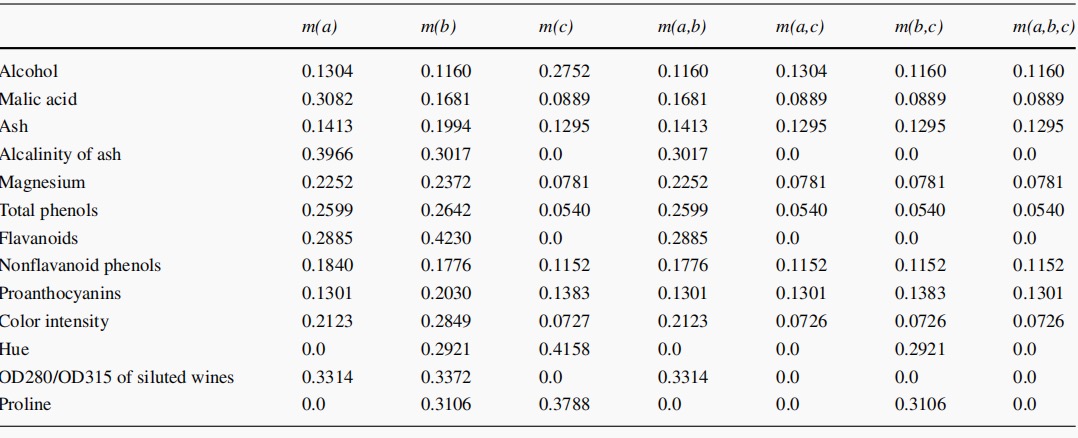 m(a) m(b) m(c) m(a,b) m(a,c) m(b,c) m(a,b,c)
Alcohol 0.1304 0.1160 0.2752 0.1160 0.1304 0.1160 0.1160
Malic acid 0.3082 0.1681 0.0889 0.1681 0.0889 0.0889 0.0889
Ash 0.1413 0.1994 0.1295 0.1413 0.1295 0.1295 0.1295
Alcalinity of ash 0.3966 0.3017 0.0 0.3017 0.0 0.0 0.0
Magnesium 0.2252 0.2372 0.0781 0.2252 0.0781 0.0781 0.0781
Total phenols 0.2599 0.2642 0.0540 0.2599 0.0540 0.0540 0.0540
Flavanoids 0.2885 0.4230 0.0 0.2885 0.0 0.0 0.0
Nonflavanoid phenols 0.1840 0.1776 0.1152 0.1776 0.1152 0.1152 0.1152
Proanthocyanins 0.1301 0.2030 0.1383 0.1301 0.1301 0.1383 0.1301
Color intensity 0.2123 0.2849 0.0727 0.2123 0.0726 0.0726 0.0726
Hue 0.0 0.2921 0.4158 0.0 0.0 0.2921 0.0
OD280/OD315 of siluted wines 0.3314 0.3372 0.0 0.3314 0.0 0.0 0.0
Proline 0.0 0.3106 0.3788 0.0 0.0 0.3106 0.0